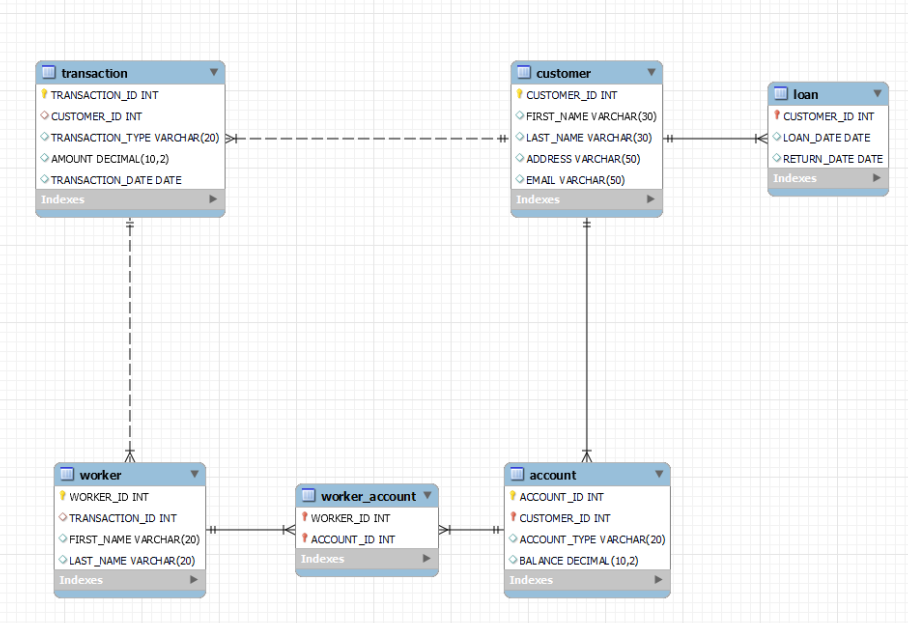 transaction
TRANSACTION_ID INT
CUSTOMER_ID INT
TRANSACTION_TYPE VARCHAR(20)
AMOUNT DECIMAL(10,2)
TRANSACTION_DATE DATE
Indexes
customer
CUSTOMER_ID INT
FIRST_NAME VARCHAR(30)
LAST_NAME VARCHAR(30)
ADDRESS VARCHAR(50)
EMAIL VARCHAR(50)
Indexes
loan
CUSTOMER_ID INT
LOAN_DATE DATE
RETURN_DATE DATE
Indexes
worker
WORKER_ID INT
TRANSACTION_ID INT
FIRST_NAME VARCHAR(20)
LAST_NAME VARCHAR(20)
Indexes
worker_account
WORKER_ID INT
ACCOUNT_ID INT
Indexes
account
ACCOUNT_ID INT
CUSTOMER_ID INT
ACCOUNT_TYPE VARCHAR(20)
BALANCE DECIMAL(10,2)
Indexes